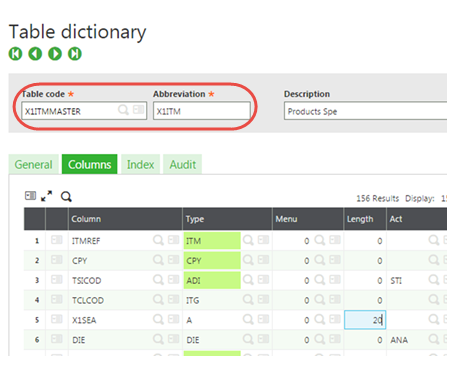 Table dictionary
Table code * Abbreviation * Description
X1ITMMASTER X1ITM Products Spe
General Columns Index Audit
156 Results Display: 1
Column Type Menu Length Act
1 ITMREF ITM 0 0
2 CPY CPY 0 0
3 TSICOD ADI 0 0 STI
4 TCLCOD ITG 0 0
5 X1SEA A 0 20
6 DIE DIE 0 0 ANA